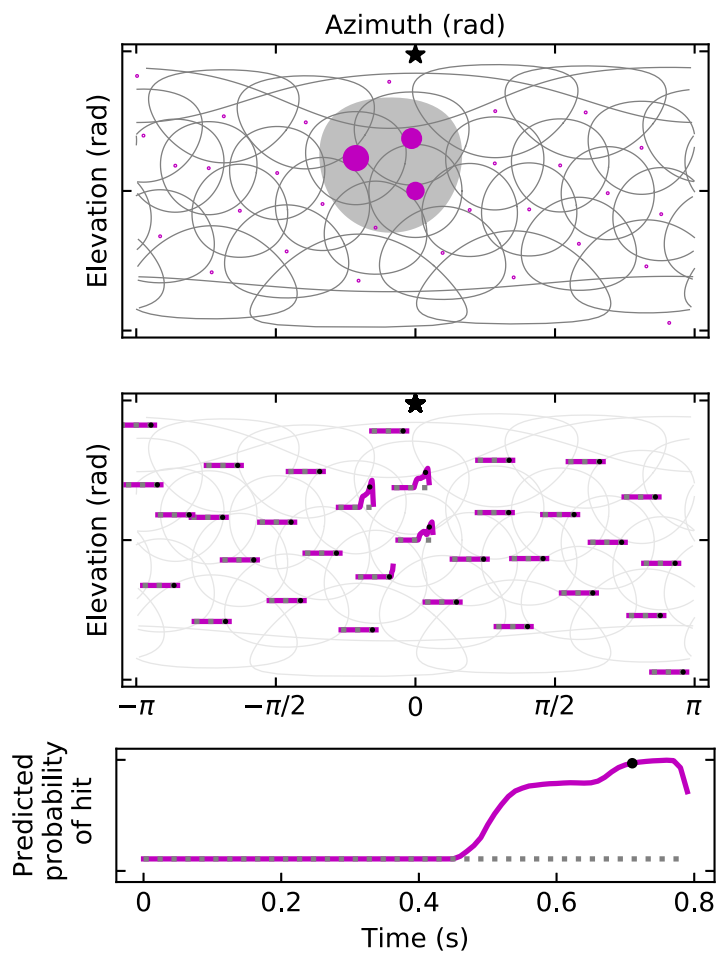 Azimuth (rad)
Elevation (rad)
Elevation (rad)
−π −π/2 0 π/2 π
Predicted
probability
of hit
0 0.2 0.4 0.6 0.8
Time (s)